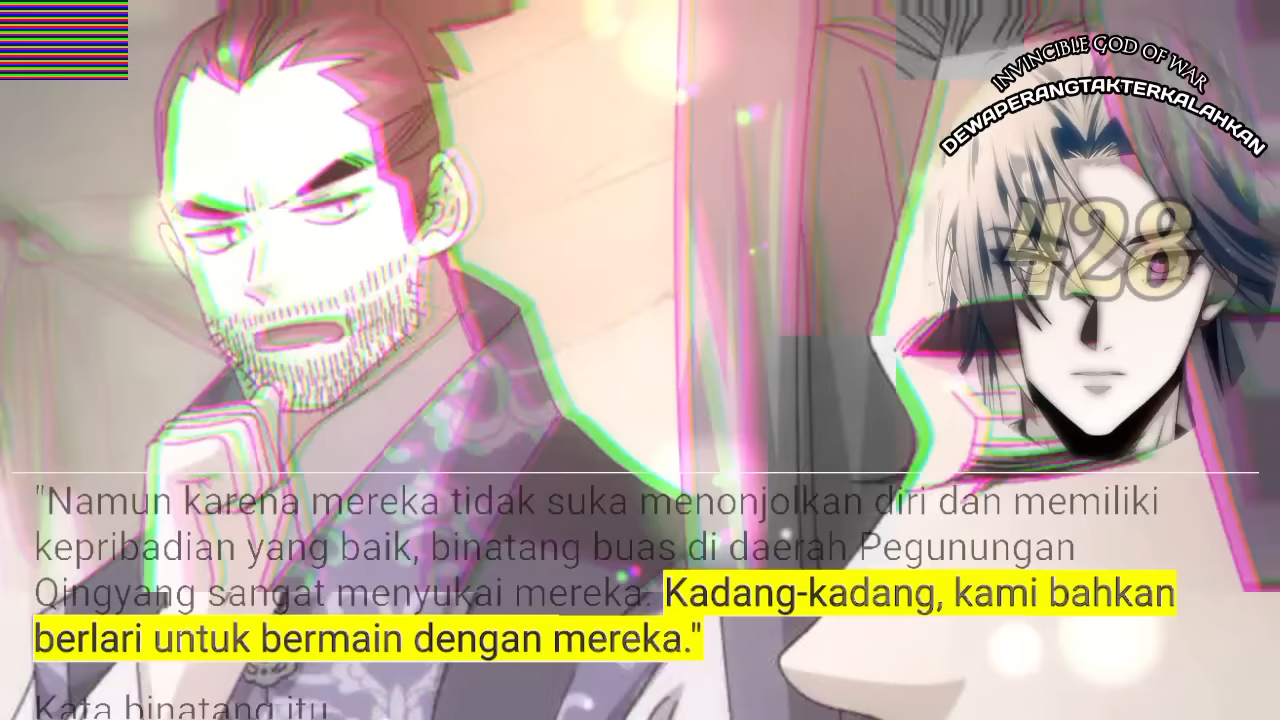 INVINCIBLE GOD OF WAR
DEWAPERANGTAKTERKALAHKAN
428
"Namun karena mereka tidak suka menonjolkan diri dan memiliki
kepribadian yang baik, binatang buas di daerah Pegunungan
Qingyang sangat menyukai mereka. Kadang-kadang, kami bahkan
berlari untuk bermain dengan mereka."
Kata binatang itu